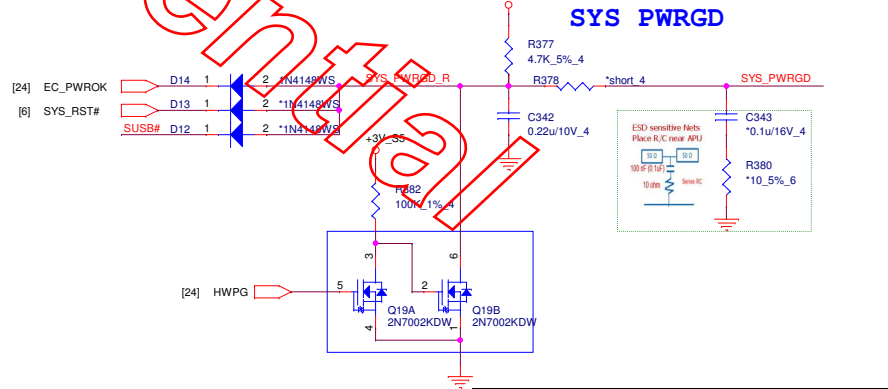 SYS PWRGD
R377
4.7K_5%_4
[24] EC_PWROK D14 1 2 1N4148WS SYS_PWRGD_R R378 *short_4 SYS_PWRGD
[6] SYS_RST# D13 1 2 *1N4148WS
SUSB# D12 1 2 *1N4148WS
C342
0.22u/10V_4
C343
*0.1u/16V_4
ESD sensitive Nets
Place R/C near APU
50 Ω 50 Ω
100 nF (0.1uF)
10 ohm Series RC
R380
*10_5%_6
+3V_S5
R382
100K_1%_4
3 6
[24] HWPG 5 2
Q19A
2N7002KDW
Q19B
2N7002KDW
4 1
ential